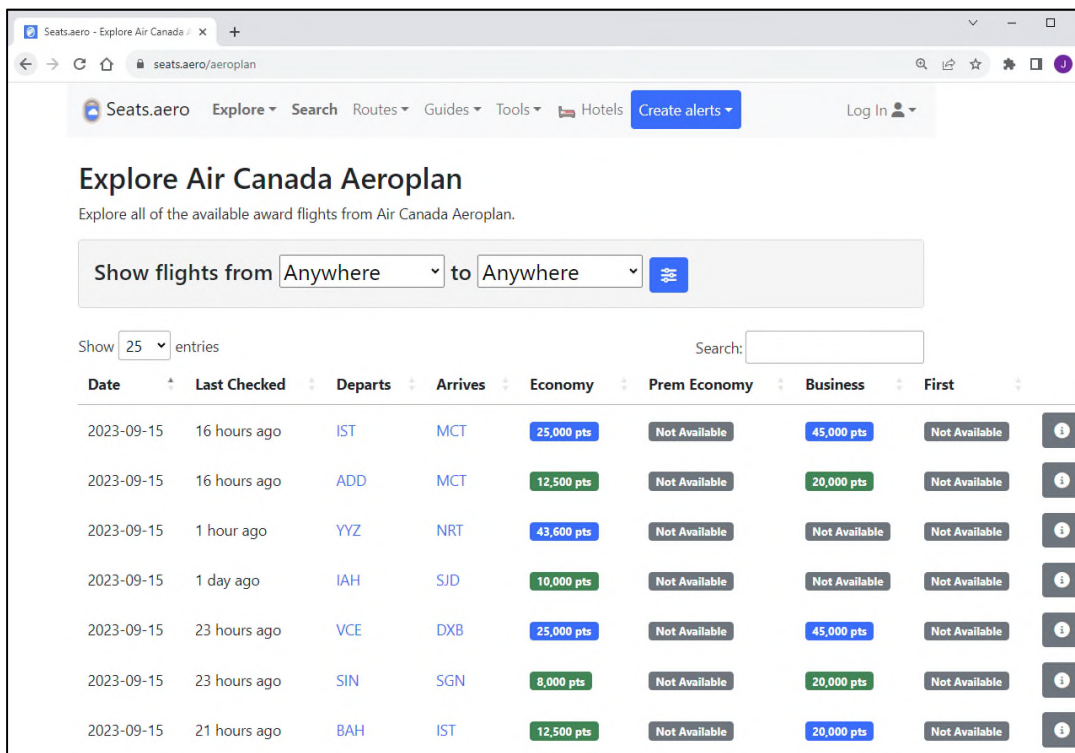 Seats.aero - Explore Air Canada A
seats.aero/aeroplan
J
Seats.aero Explore Search Routes Guides Tools Hotels Create alerts Log In
Explore Air Canada Aeroplan
Explore all of the available award flights from Air Canada Aeroplan.
Show flights from Anywhere to Anywhere
Show 25 entries Search:
Date Last Checked Departs Arrives Economy Prem Economy Business First
2023-09-15 16 hours ago IST MCT 25,000 pts Not Available 45,000 pts Not Available
2023-09-15 16 hours ago ADD MCT 12,500 pts Not Available 20,000 pts Not Available
2023-09-15 1 hour ago YYZ NRT 43,600 pts Not Available Not Available Not Available
2023-09-15 1 day ago IAH SJD 10,000 pts Not Available Not Available Not Available
2023-09-15 23 hours ago VCE DXB 25,000 pts Not Available 45,000 pts Not Available
2023-09-15 23 hours ago SIN SGN 8,000 pts Not Available 20,000 pts Not Available
2023-09-15 21 hours ago BAH IST 12,500 pts Not Available 20,000 pts Not Available